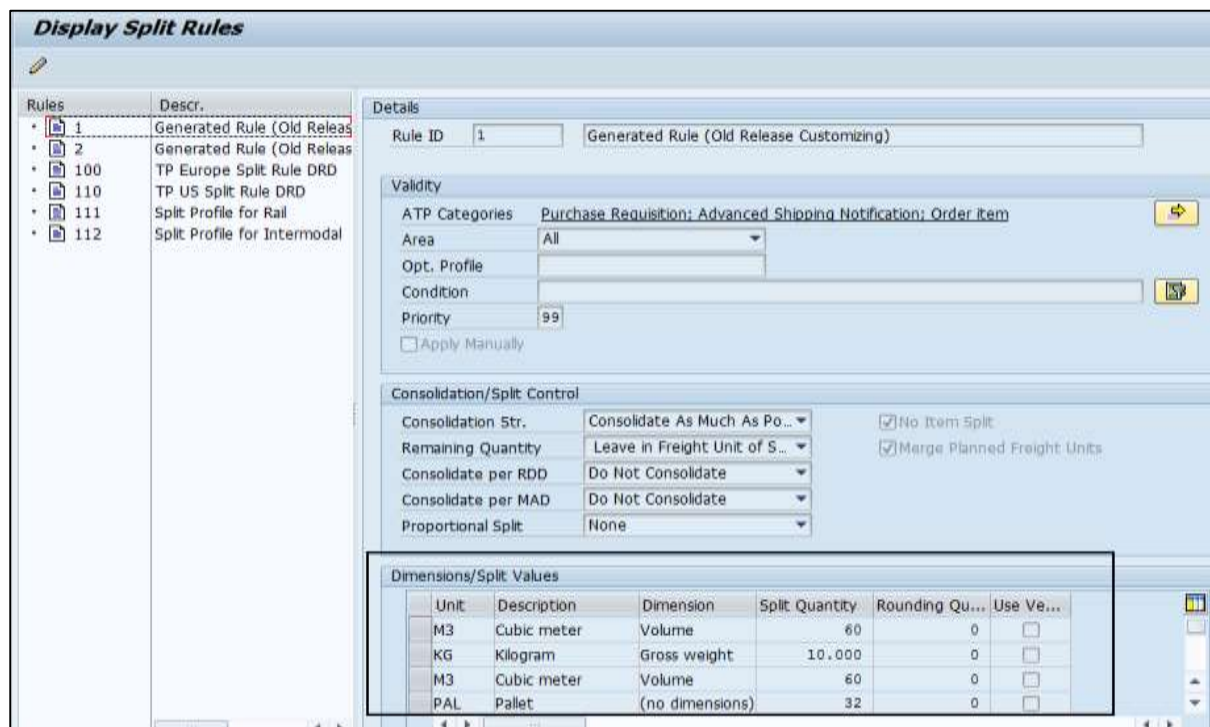 Display Split Rules
Rules Descr.
1 Generated Rule (Old Releas
2 Generated Rule (Old Releas
100 TP Europe Split Rule DRD
110 TP US Split Rule DRD
111 Split Profile for Rail
112 Split Profile for Intermodal
Details
Rule ID 1 Generated Rule (Old Release Customizing)
Validity
ATP Categories Purchase Requisition; Advanced Shipping Notification; Order item
Area All
Opt. Profile
Condition
Priority 99
Apply Manually
Consolidation/Split Control
Consolidation Str. Consolidate As Much As Po... No Item Split
Remaining Quantity Leave in Freight Unit of S... Merge Planned Freight Units
Consolidate per RDD Do Not Consolidate
Consolidate per MAD Do Not Consolidate
Proportional Split None
Dimensions/Split Values
Unit Description Dimension Split Quantity Rounding Qu... Use Ve...
M3 Cubic meter Volume 60 0
KG Kilogram Gross weight 10.000 0
M3 Cubic meter Volume 60 0
PAL Pallet (no dimensions) 32 0